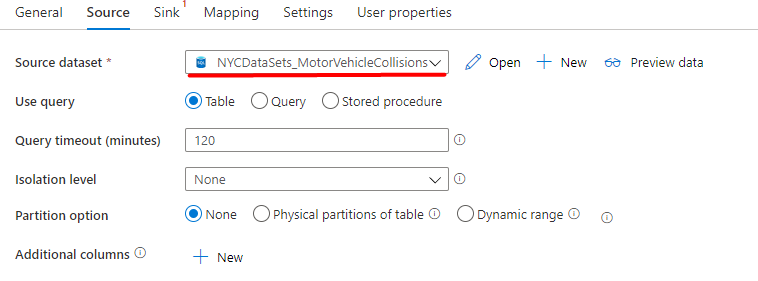 General Source Sink 1 Mapping Settings User properties
Source dataset * NYCDataSets_MotorVehicleCollisions Open New Preview data
Use query Table Query Stored procedure
Query timeout (minutes) 120
Isolation level None
Partition option None Physical partitions of table Dynamic range
Additional columns New